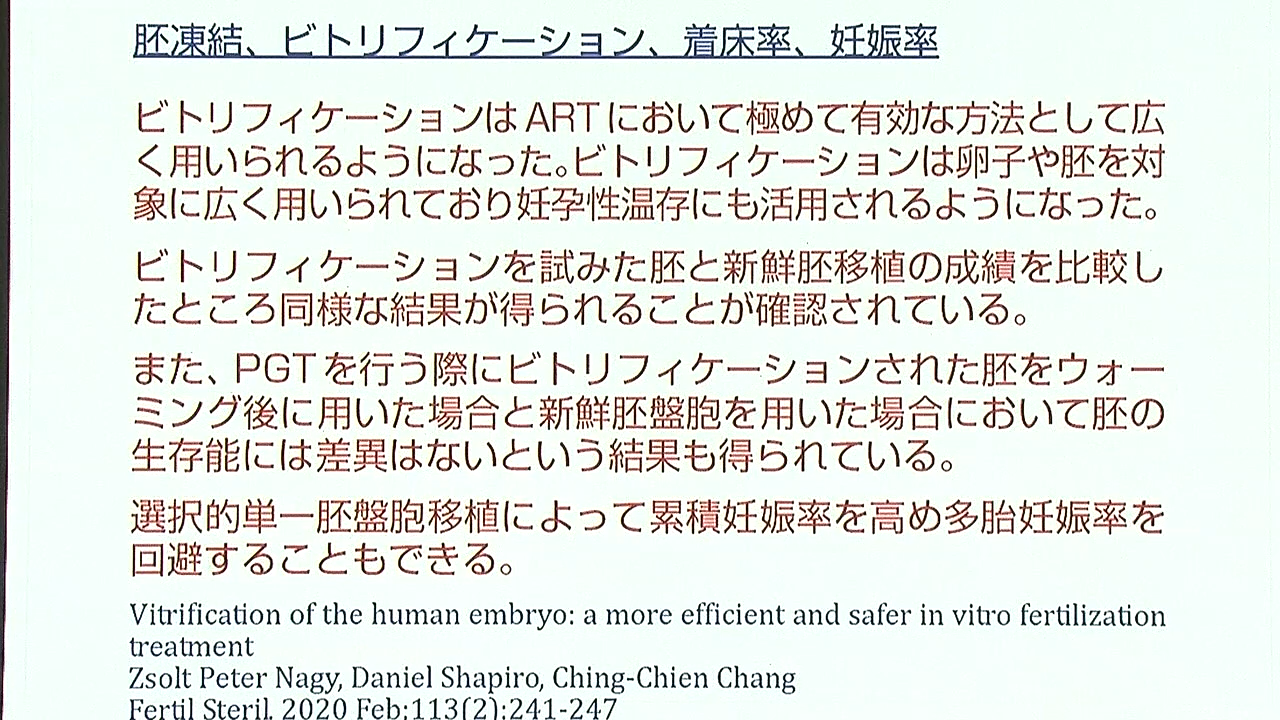 胚凍結、ビトリフィケーション、着床率、妊娠率
ビトリフィケーションはARTにおいて極めて有効な方法として広
く用いられるようになった。ビトリフィケーションは卵子や胚を対
象に広く用いられており妊孕性温存にも活用されるようになった。
ビトリフィケーションを試みた胚と新鮮胚移植の成績を比較し
たところ同様な結果が得られることが確認されている。
また、PGTを行う際にビトリフィケーションされた胚をウォー
ミング後に用いた場合と新鮮胚盤胞を用いた場合において胚の
生存能には差異はないという結果も得られている。
選択的単一胚盤胞移植によって累積妊娠率を高め多胎妊娠率を
回避することもできる。
Vitrification of the human embryo: a more efficient and safer in vitro fertilization
treatment
Zsolt Peter Nagy, Daniel Shapiro, Ching-Chien Chang
Fertil Steril. 2020 Feb;113(2):241-247